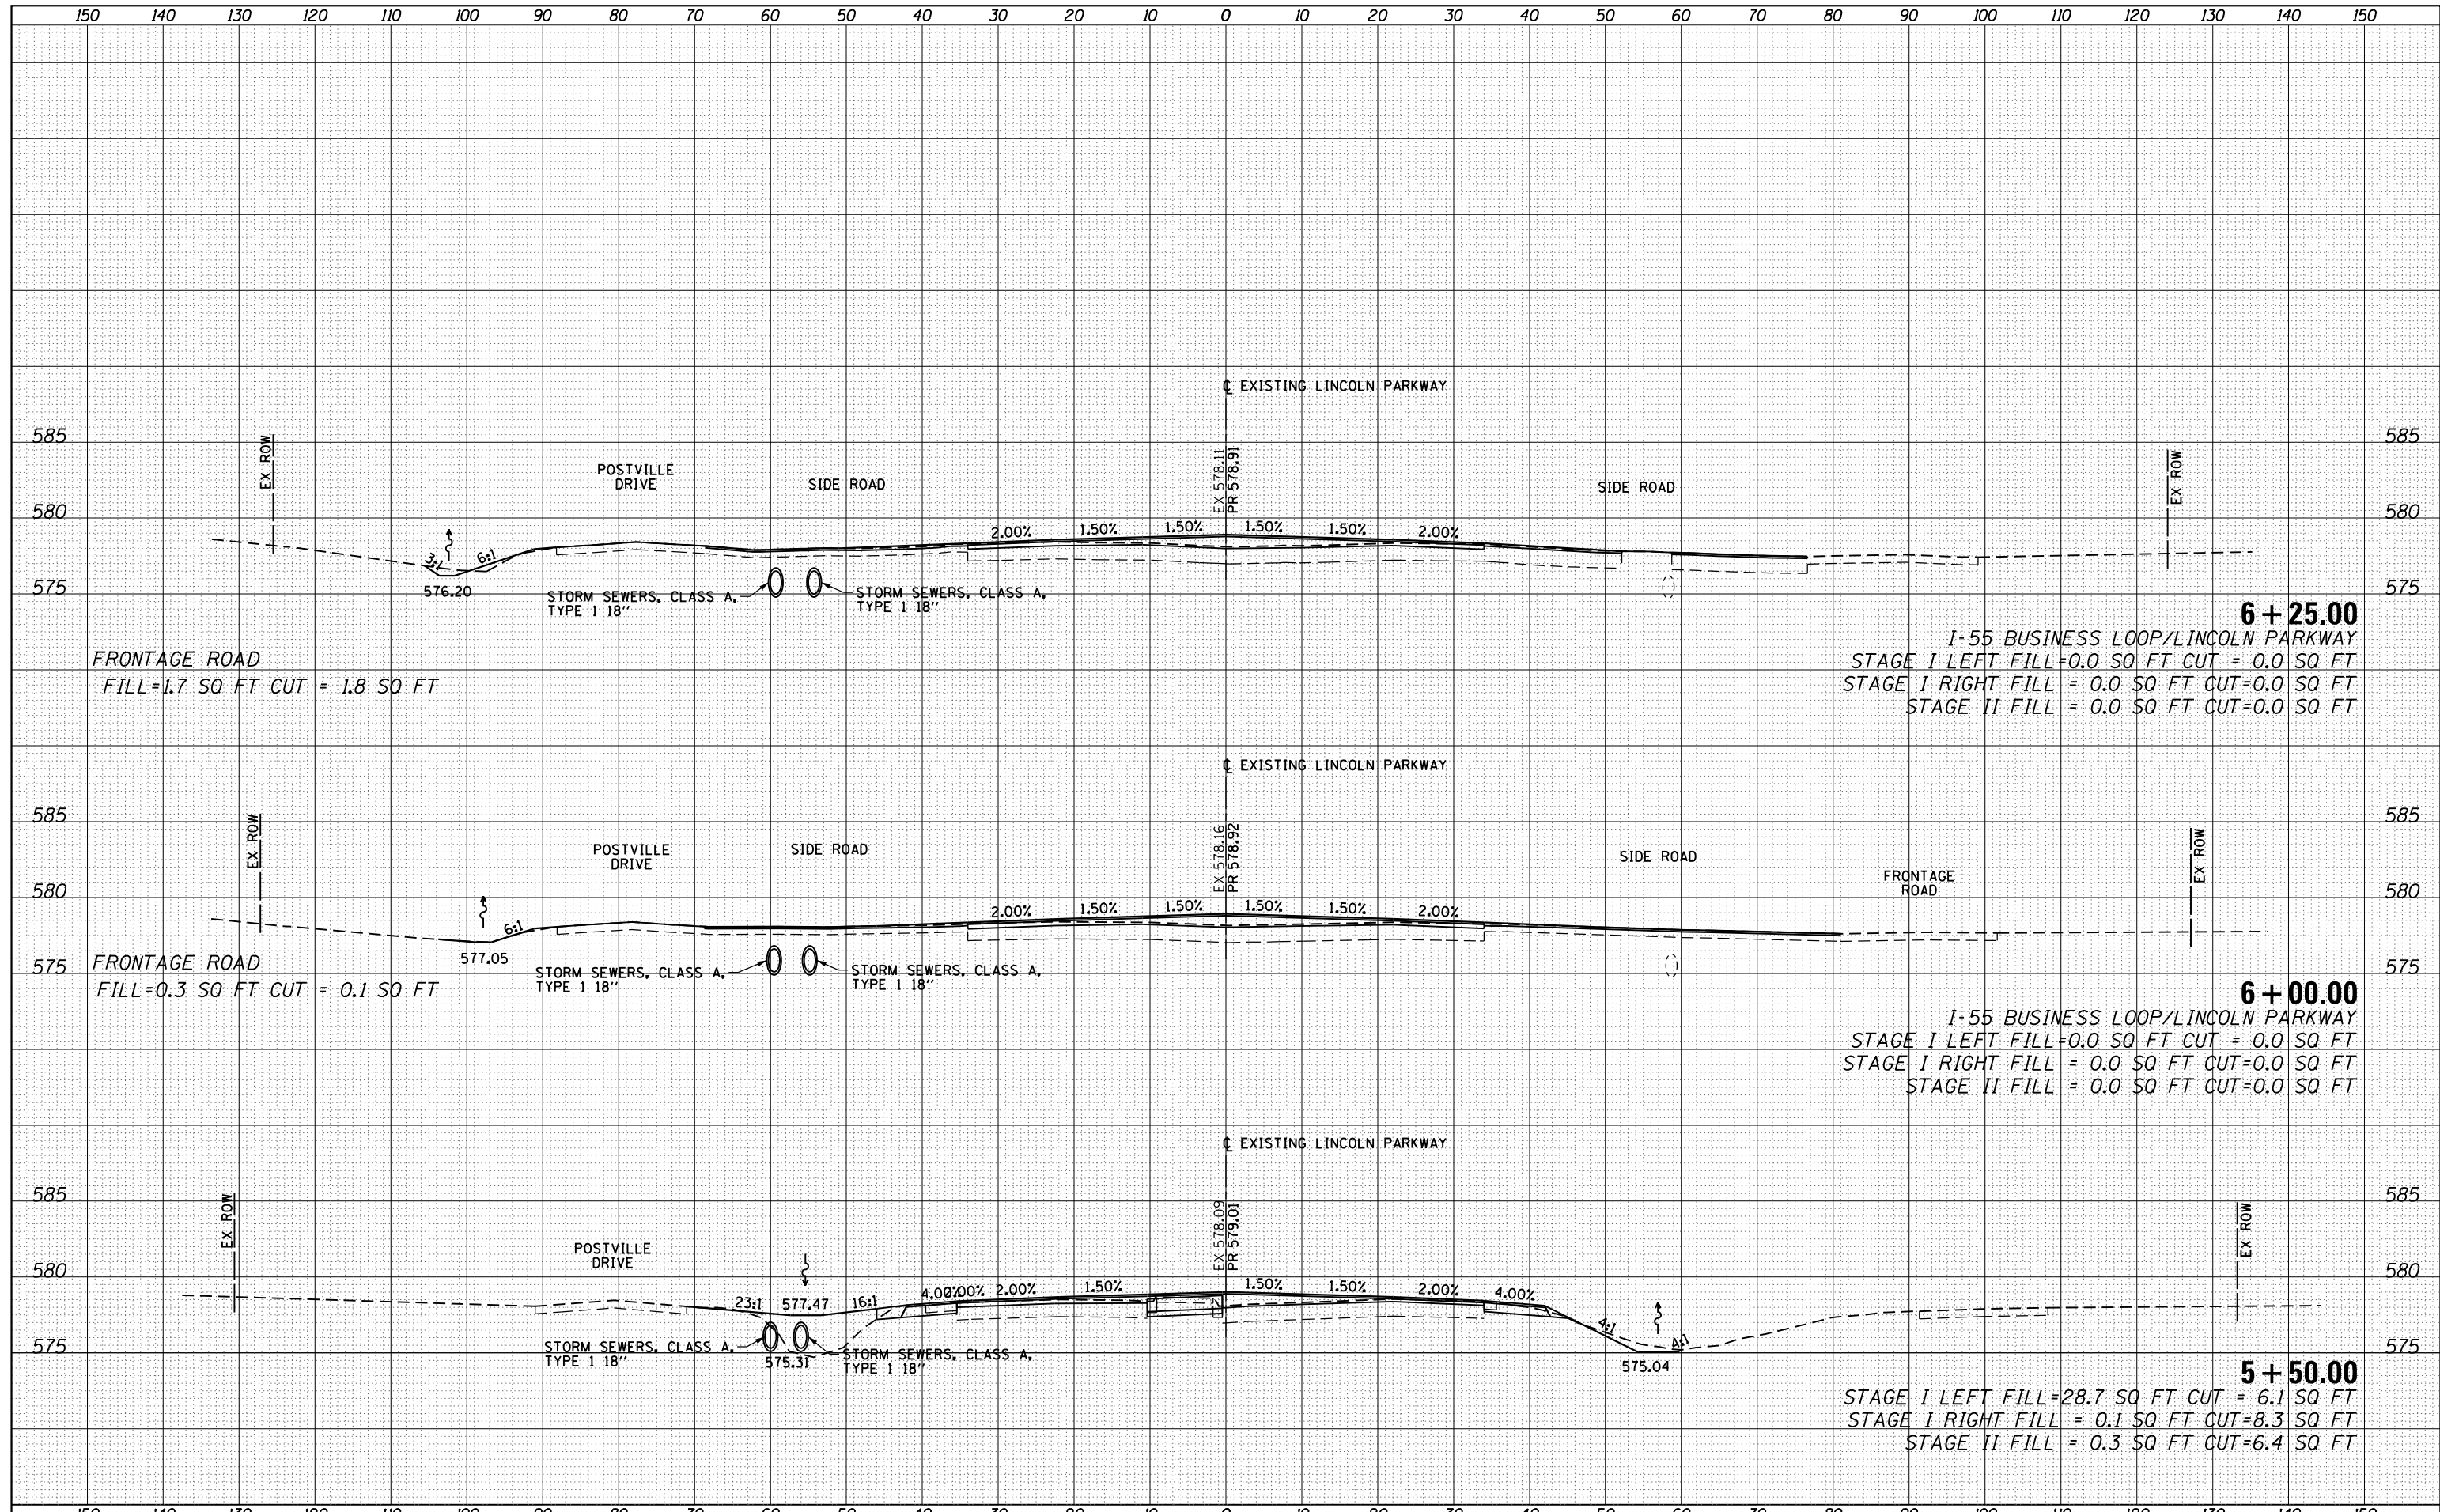 150 140 130 120 110 100 90 80 70 60 50 40 30 20 10 0 10 20 30 40 50 60 70 80 90 100 110 120 130 140 150
℄ EXISTING LINCOLN PARKWAY
585 585
EX ROW
POSTVILLE
DRIVE
SIDE ROAD
EX 578.11
PR 578.91
SIDE ROAD
EX ROW
580 580
2.00% 1.50% 1.50% 1.50% 1.50% 2.00%
3:1 6:1
576.20
575 575
STORM SEWERS, CLASS A,
TYPE 1 18''
STORM SEWERS, CLASS A,
TYPE 1 18''
6+25.00
I-55 BUSINESS LOOP/LINCOLN PARKWAY
STAGE I LEFT FILL=0.0 SQ FT CUT = 0.0 SQ FT
STAGE I RIGHT FILL = 0.0 SQ FT CUT=0.0 SQ FT
STAGE II FILL = 0.0 SQ FT CUT=0.0 SQ FT
FRONTAGE ROAD
FILL=1.7 SQ FT CUT = 1.8 SQ FT
℄ EXISTING LINCOLN PARKWAY
585 585
EX ROW
POSTVILLE
DRIVE
SIDE ROAD
EX 578.16
PR 578.92
SIDE ROAD
FRONTAGE
ROAD
EX ROW
580 580
2.00% 1.50% 1.50% 1.50% 1.50% 2.00%
6:1
577.05
575 575
STORM SEWERS, CLASS A,
TYPE 1 18''
STORM SEWERS, CLASS A,
TYPE 1 18''
FRONTAGE ROAD
FILL=0.3 SQ FT CUT = 0.1 SQ FT
6+00.00
I-55 BUSINESS LOOP/LINCOLN PARKWAY
STAGE I LEFT FILL=0.0 SQ FT CUT = 0.0 SQ FT
STAGE I RIGHT FILL = 0.0 SQ FT CUT=0.0 SQ FT
STAGE II FILL = 0.0 SQ FT CUT=0.0 SQ FT
℄ EXISTING LINCOLN PARKWAY
585 585
EX ROW
POSTVILLE
DRIVE
EX 578.09
PR 579.01
EX ROW
580 580
23:1 577.47 16:1 4.00% 2.00% 2.00% 1.50% 1.50% 1.50% 2.00% 4.00%
4:1 4:1
575 575
STORM SEWERS, CLASS A,
TYPE 1 18''
575.31
STORM SEWERS, CLASS A,
TYPE 1 18''
575.04
5+50.00
STAGE I LEFT FILL=28.7 SQ FT CUT = 6.1 SQ FT
STAGE I RIGHT FILL = 0.1 SQ FT CUT=8.3 SQ FT
STAGE II FILL = 0.3 SQ FT CUT=6.4 SQ FT